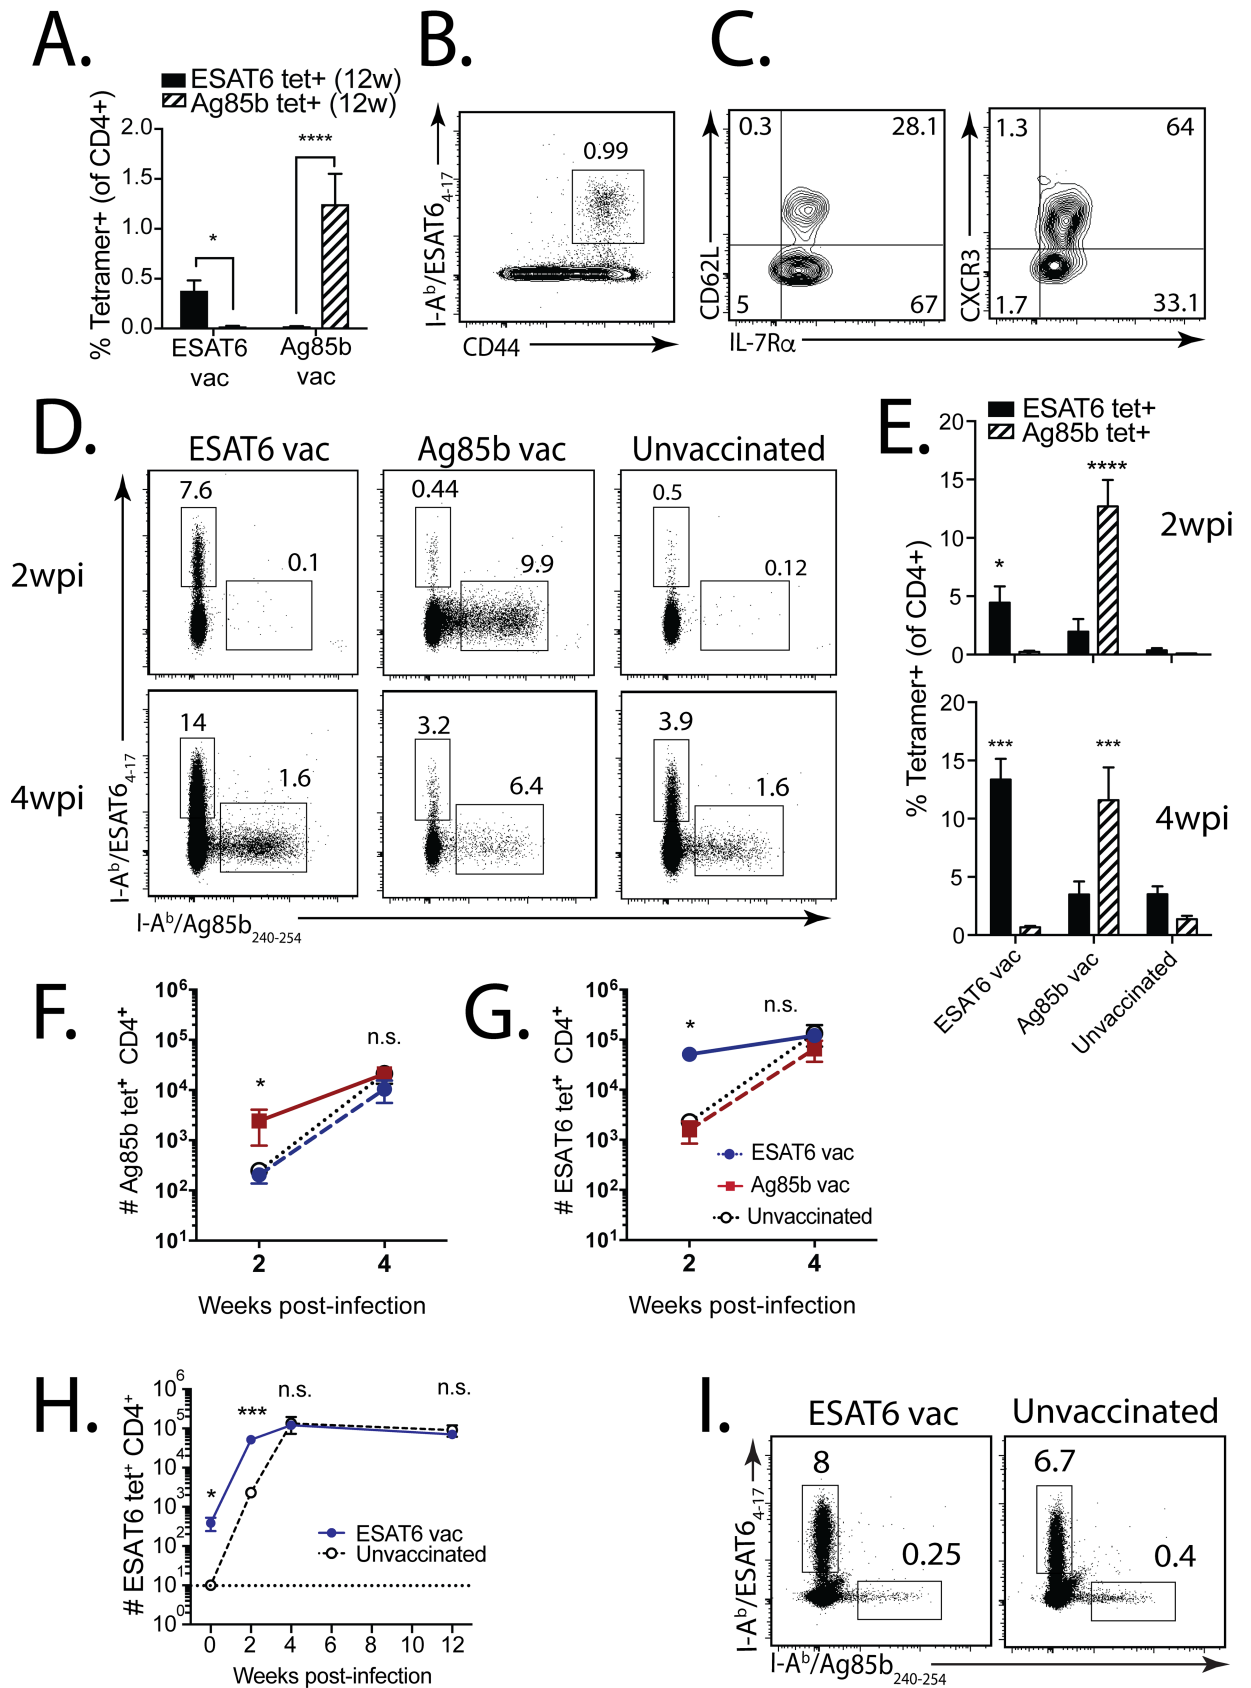 A.
ESAT6 tet+ (12w)
Ag85b tet+ (12w)
% Tetramer+ (of CD4+)
2.0
1.5
1.0
0.5
0.0
*
****
ESAT6 vac
Ag85b vac
B.
I-Aᵇ/ESAT6₄₋₁₇
0.99
CD44
C.
CD62L
0.3
28.1
5
67
CXCR3
1.3
64
1.7
33.1
IL-7Rα
D.
ESAT6 vac
Ag85b vac
Unvaccinated
2wpi
7.6
0.1
0.44
9.9
0.5
0.12
4wpi
14
1.6
3.2
6.4
3.9
1.6
I-Aᵇ/ESAT6₄₋₁₇
I-Aᵇ/Ag85b₂₄₀₋₂₅₄
E.
ESAT6 tet+
Ag85b tet+
% Tetramer+ (of CD4+)
20
15
10
5
0
*
****
2wpi
20
15
10
5
0
***
***
4wpi
ESAT6 vac
Ag85b vac
Unvaccinated
F.
# Ag85b tet⁺ CD4⁺
10⁶
10⁵
10⁴
10³
10²
10¹
*
n.s.
2
4
Weeks post-infection
G.
# ESAT6 tet⁺ CD4⁺
10⁶
10⁵
10⁴
10³
10²
10¹
*
n.s.
ESAT6 vac
Ag85b vac
Unvaccinated
2
4
Weeks post-infection
H.
# ESAT6 tet⁺ CD4⁺
10⁶
10⁵
10⁴
10³
10²
10¹
10⁰
*
***
n.s.
n.s.
ESAT6 vac
Unvaccinated
0 2 4 6 8 10 12
Weeks post-infection
I.
ESAT6 vac
Unvaccinated
8
0.25
6.7
0.4
I-Aᵇ/ESAT6₄₋₁₇
I-Aᵇ/Ag85b₂₄₀₋₂₅₄